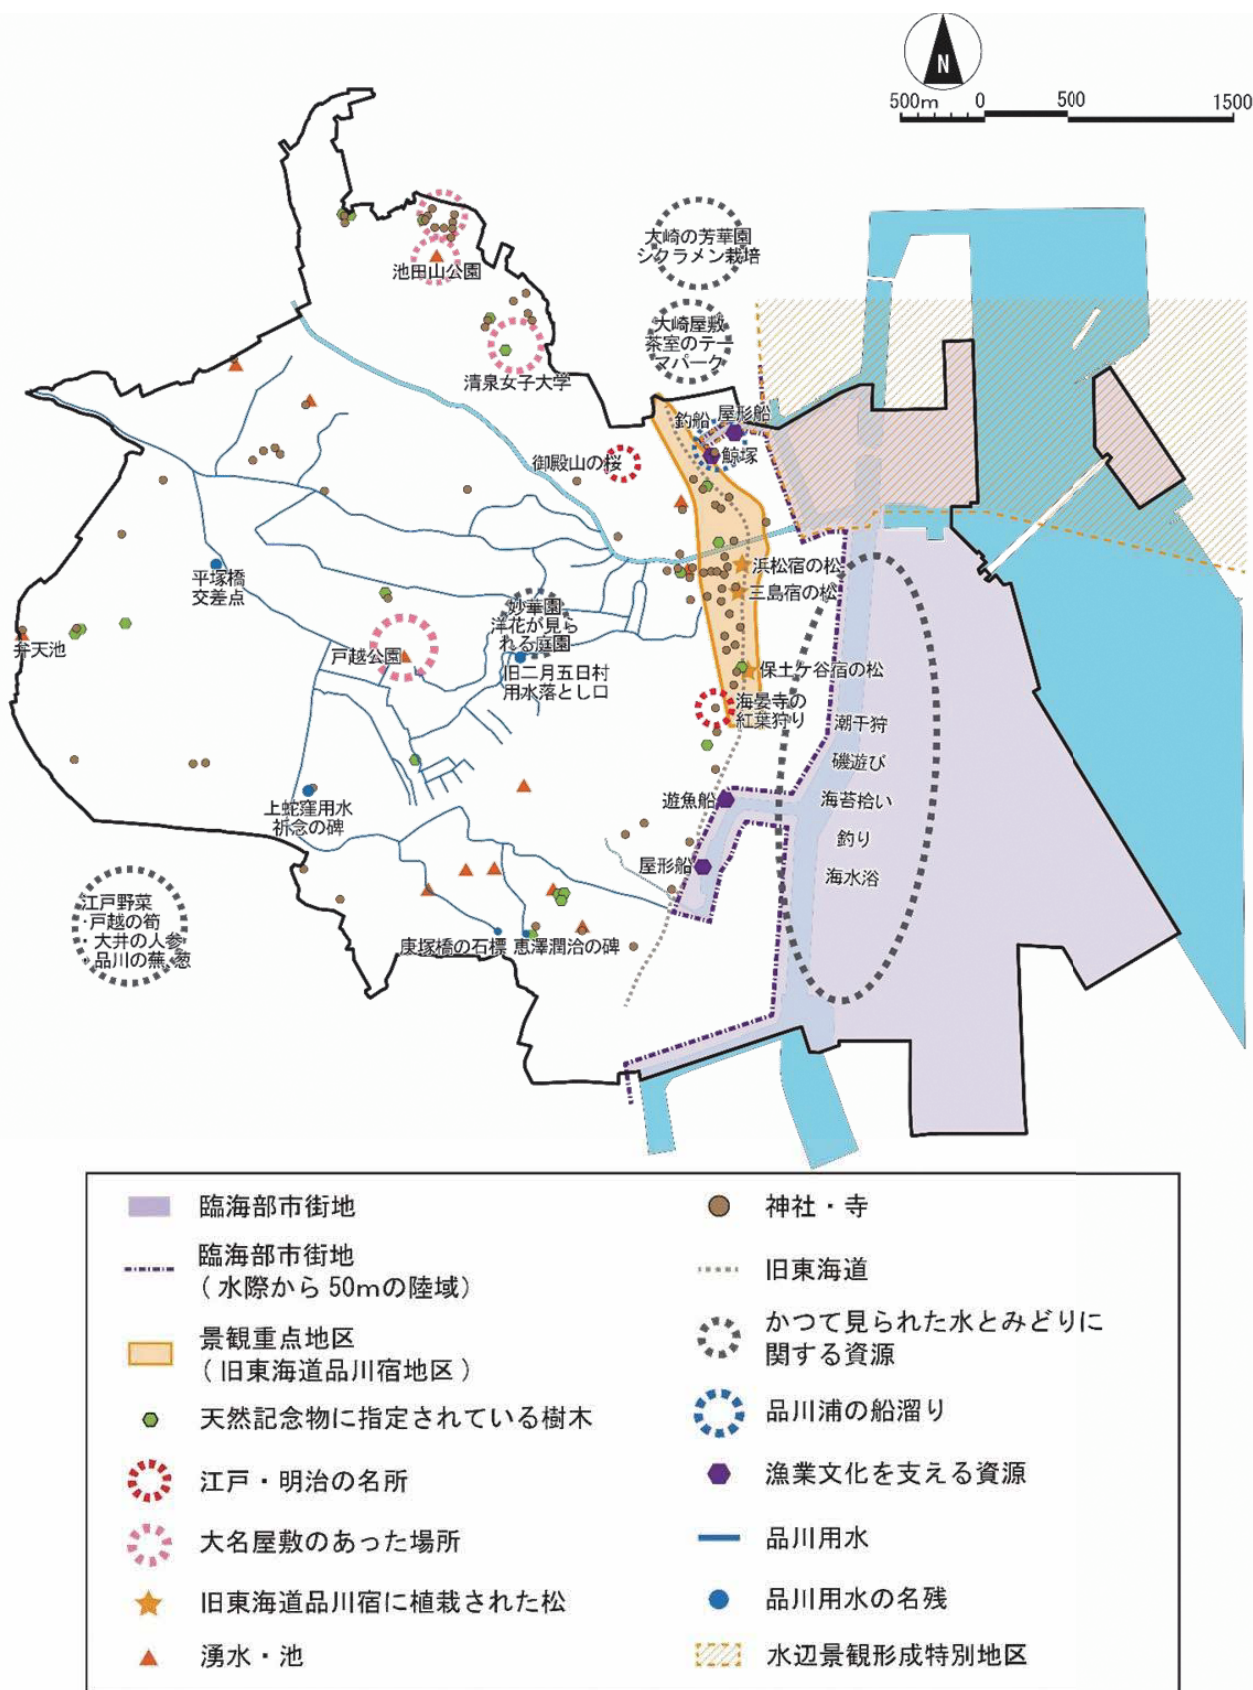 N
500m 0 500 1500
大崎の芳華園
シクラメン栽培
池田山公園
大崎屋敷
茶室のテー
マパーク
清泉女子大学
釣船
屋形船
鯨塚
御殿山の桜
浜松宿の松
三島宿の松
平塚橋
交差点
妙華園
洋花が見ら
れる庭園
弁天池
戸越公園
旧二月五日村
用水落とし口
保土ケ谷宿の松
海晏寺の
紅葉狩り
潮干狩
磯遊び
海苔拾い
釣り
海水浴
遊魚船
上蛇窪用水
祈念の碑
屋形船
江戸野菜
・戸越の筍
・大井の人参
・品川の蕪、葱
庚塚橋の石標
恵澤潤洽の碑
臨海部市街地
臨海部市街地
（水際から50mの陸域）
景観重点地区
（旧東海道品川宿地区）
天然記念物に指定されている樹木
江戸・明治の名所
大名屋敷のあった場所
旧東海道品川宿に植栽された松
湧水・池
神社・寺
旧東海道
かつて見られた水とみどりに
関する資源
品川浦の船溜り
漁業文化を支える資源
品川用水
品川用水の名残
水辺景観形成特別地区